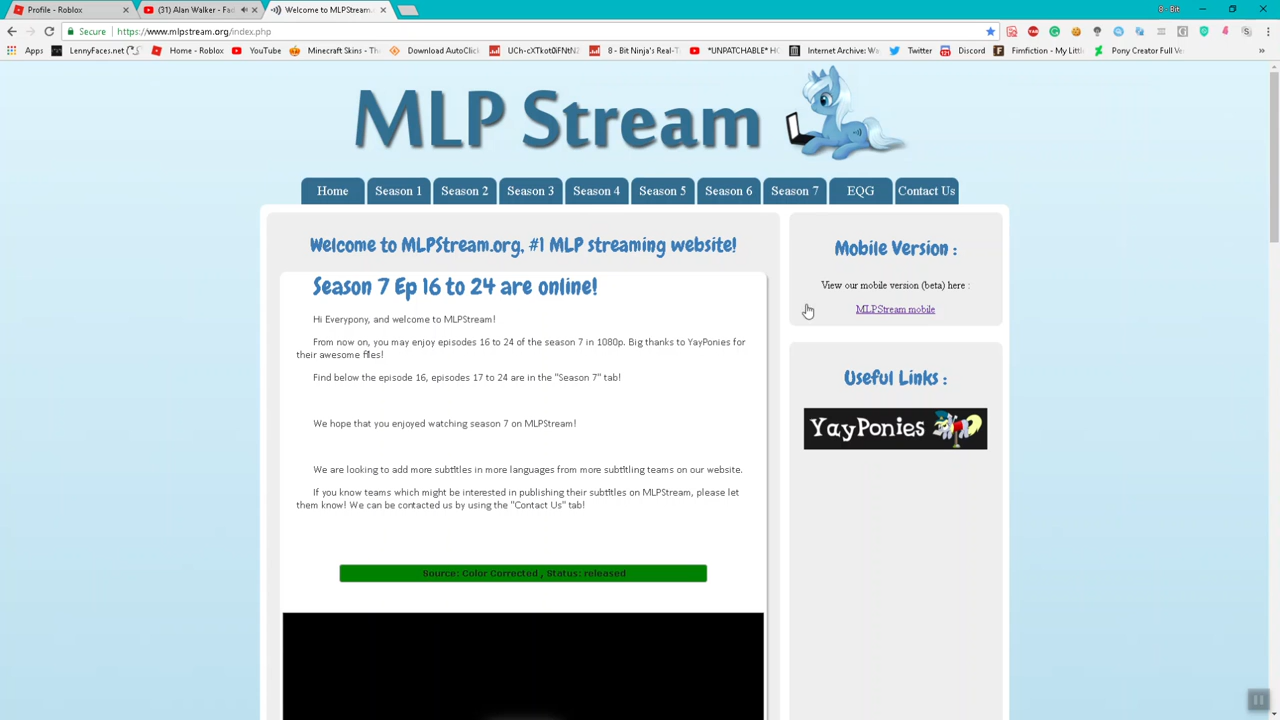 Profile - Roblox
(31) Alan Walker - Fad
Welcome to MLPStream.
8 - Bit
Secure
https://www.mlpstream.org/index.php
Apps
LennyFaces.net
Home - Roblox
YouTube
Minecraft Skins - Th
Download AutoClic
8 - Bit Ninja's Real-T
*UNPATCHABLE* HO
Internet Archive: Wa
Twitter
Discord
Fimfiction - My Littl
Pony Creator Full Ve
»
MLP Stream
Home
Season 1
Season 2
Season 3
Season 4
Season 5
Season 6
Season 7
EQG
Contact Us
Welcome to MLPStream.org, #1 MLP streaming website!
Season 7 Ep 16 to 24 are online!
Hi Everypony, and welcome to MLPStream!
From now on, you may enjoy episodes 16 to 24 of the season 7 in 1080p. Big thanks to YayPonies for
their awesome files!
Find below the episode 16, episodes 17 to 24 are in the "Season 7" tab!
We hope that you enjoyed watching season 7 on MLPStream!
We are looking to add more subtitles in more languages from more subtitling teams on our website.
If you know teams which might be interested in publishing their subtitles on MLPStream, please let
them know! We can be contacted us by using the "Contact Us" tab!
Source: Color Corrected , Status: released
Mobile Version :
View our mobile version (beta) here :
MLPStream mobile
Useful Links :
YayPonies